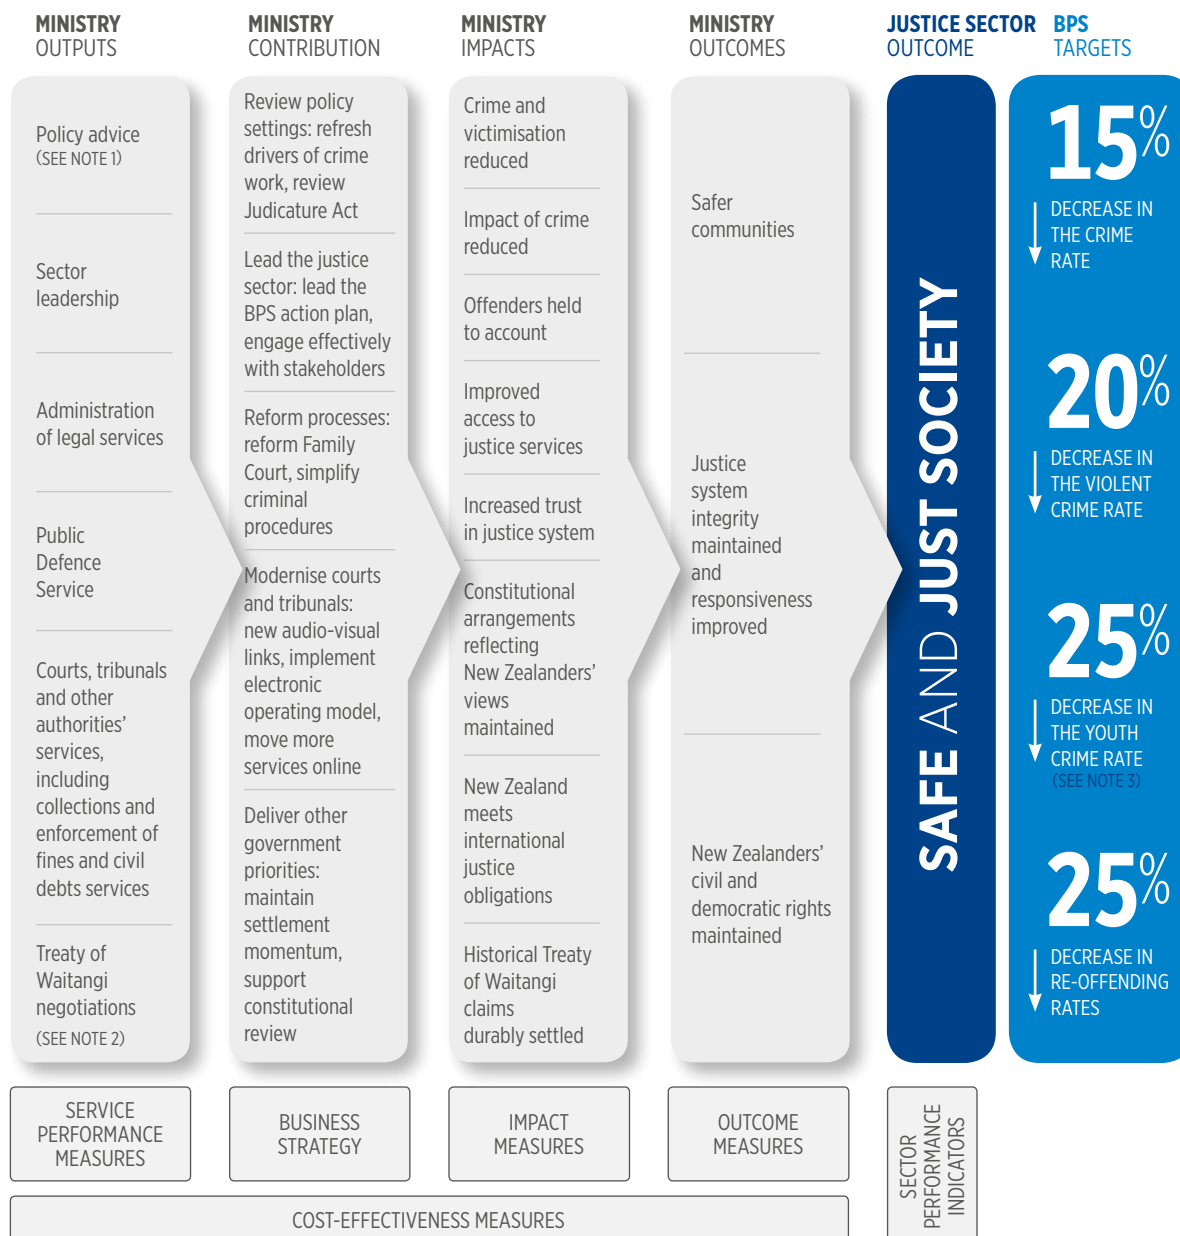 MINISTRY
OUTPUTS
MINISTRY
CONTRIBUTION
MINISTRY
IMPACTS
MINISTRY
OUTCOMES
JUSTICE SECTOR
OUTCOME
BPS
TARGETS
Policy advice
(SEE NOTE 1)
Sector
leadership
Administration
of legal services
Public
Defence
Service
Courts, tribunals
and other
authorities’
services,
including
collections and
enforcement of
fines and civil
debts services
Treaty of
Waitangi
negotiations
(SEE NOTE 2)
Review policy
settings: refresh
drivers of crime
work, review
Judicature Act
Lead the justice
sector: lead the
BPS action plan,
engage effectively
with stakeholders
Reform processes:
reform Family
Court, simplify
criminal
procedures
Modernise courts
and tribunals:
new audio-visual
links, implement
electronic
operating model,
move more
services online
Deliver other
government
priorities:
maintain
settlement
momentum,
support
constitutional
review
Crime and
victimisation
reduced
Impact of crime
reduced
Offenders held
to account
Improved
access to
justice services
Increased trust
in justice system
Constitutional
arrangements
reflecting
New Zealanders’
views
maintained
New Zealand
meets
international
justice
obligations
Historical Treaty
of Waitangi
claims
durably settled
Safer
communities
Justice
system
integrity
maintained
and
responsiveness
improved
New Zealanders’
civil and
democratic rights
maintained
SAFE AND JUST SOCIETY
15%
DECREASE IN
THE CRIME
RATE
20%
DECREASE IN
THE VIOLENT
CRIME RATE
25%
DECREASE IN
THE YOUTH
CRIME RATE
(SEE NOTE 3)
25%
DECREASE IN
RE-OFFENDING
RATES
SERVICE
PERFORMANCE
MEASURES
BUSINESS
STRATEGY
IMPACT
MEASURES
OUTCOME
MEASURES
SECTOR
PERFORMANCE
INDICATORS
COST-EFFECTIVENESS MEASURES